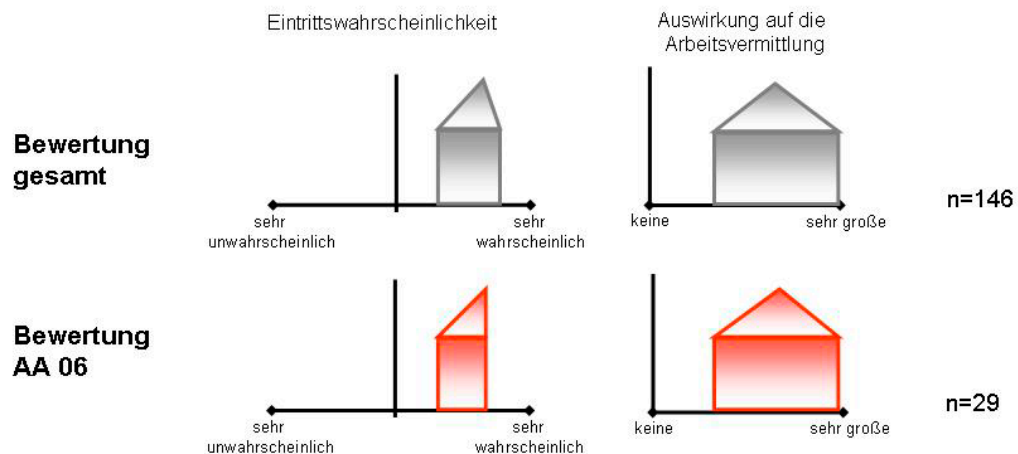 Eintrittswahrscheinlichkeit
Auswirkung auf die
Arbeitsvermittlung
Bewertung
gesamt
sehr
unwahrscheinlich
sehr
wahrscheinlich
keine
sehr große
n=146
Bewertung
AA 06
sehr
unwahrscheinlich
sehr
wahrscheinlich
keine
sehr große
n=29